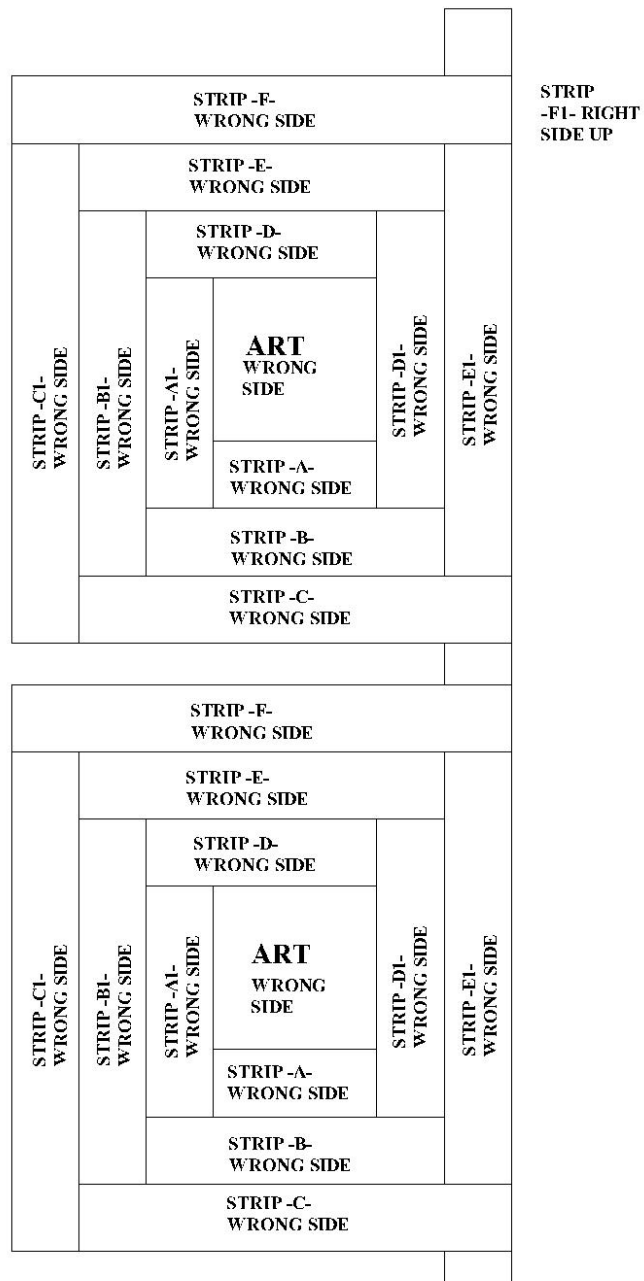 STRIP -F-
WRONG SIDE
STRIP
-F1- RIGHT
SIDE UP
STRIP -E-
WRONG SIDE
STRIP -D-
WRONG SIDE
STRIP -C1-
WRONG SIDE
STRIP -B1-
WRONG SIDE
STRIP -A1-
WRONG SIDE
ART
WRONG
SIDE
STRIP -D1-
WRONG SIDE
STRIP -E1-
WRONG SIDE
STRIP -A-
WRONG SIDE
STRIP -B-
WRONG SIDE
STRIP -C-
WRONG SIDE
STRIP -F-
WRONG SIDE
STRIP -E-
WRONG SIDE
STRIP -D-
WRONG SIDE
STRIP -C1-
WRONG SIDE
STRIP -B1-
WRONG SIDE
STRIP -A1-
WRONG SIDE
ART
WRONG
SIDE
STRIP -D1-
WRONG SIDE
STRIP -E1-
WRONG SIDE
STRIP -A-
WRONG SIDE
STRIP -B-
WRONG SIDE
STRIP -C-
WRONG SIDE